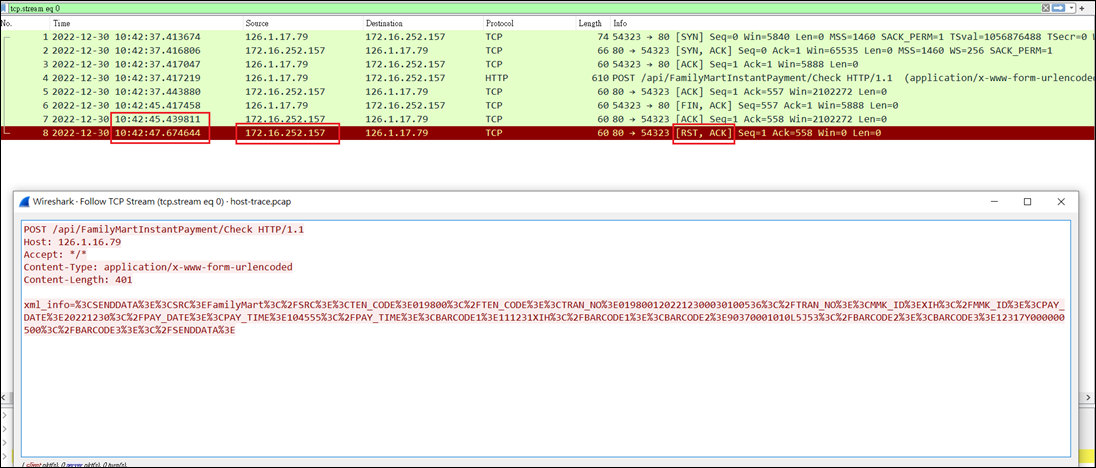 tcp.stream eq 0
No. Time Source Destination Protocol Length Info
1 2022-12-30 10:42:37.413674 126.1.17.79 172.16.252.157 TCP 74 54323 → 80 [SYN] Seq=0 Win=5840 Len=0 MSS=1460 SACK_PERM=1 TSval=1056876488 TSecr=0 W
2 2022-12-30 10:42:37.416806 172.16.252.157 126.1.17.79 TCP 66 80 → 54323 [SYN, ACK] Seq=0 Ack=1 Win=65535 Len=0 MSS=1460 WS=256 SACK_PERM=1
3 2022-12-30 10:42:37.417047 126.1.17.79 172.16.252.157 TCP 60 54323 → 80 [ACK] Seq=1 Ack=1 Win=5888 Len=0
4 2022-12-30 10:42:37.417219 126.1.17.79 172.16.252.157 HTTP 610 POST /api/FamilyMartInstantPayment/Check HTTP/1.1 (application/x-www-form-urlencoded
5 2022-12-30 10:42:37.443880 172.16.252.157 126.1.17.79 TCP 60 80 → 54323 [ACK] Seq=1 Ack=557 Win=2102272 Len=0
6 2022-12-30 10:42:45.417458 126.1.17.79 172.16.252.157 TCP 60 54323 → 80 [FIN, ACK] Seq=557 Ack=1 Win=5888 Len=0
7 2022-12-30 10:42:45.439811 172.16.252.157 126.1.17.79 TCP 60 80 → 54323 [ACK] Seq=1 Ack=558 Win=2102272 Len=0
8 2022-12-30 10:42:47.674644 172.16.252.157 126.1.17.79 TCP 60 80 → 54323 [RST, ACK] Seq=1 Ack=558 Win=0 Len=0
Wireshark · Follow TCP Stream (tcp.stream eq 0) · host-trace.pcap
POST /api/FamilyMartInstantPayment/Check HTTP/1.1
Host: 126.1.16.79
Accept: */*
Content-Type: application/x-www-form-urlencoded
Content-Length: 401
xml_info=%3CSENDDATA%3E%3CSRC%3EFamilyMart%3C%2FSRC%3E%3CTEN_CODE%3E019800%3C%2FTEN_CODE%3E%3CTRAN_NO%3E0198001202212300030100536%3C%2FTRAN_NO%3E%3CMMK_ID%3EXIH%3C%2FMMK_ID%3E%3CPAY_
DATE%3E20221230%3C%2FPAY_DATE%3E%3CPAY_TIME%3E104555%3C%2FPAY_TIME%3E%3CBARCODE1%3E111231XIH%3C%2FBARCODE1%3E%3CBARCODE2%3E90370001010L5J53%3C%2FBARCODE2%3E%3CBARCODE3%3E12317Y000000
500%3C%2FBARCODE3%3E%3C%2FSENDDATA%3E
1 client pkt(s), 0 server pkt(s), 0 turn(s).